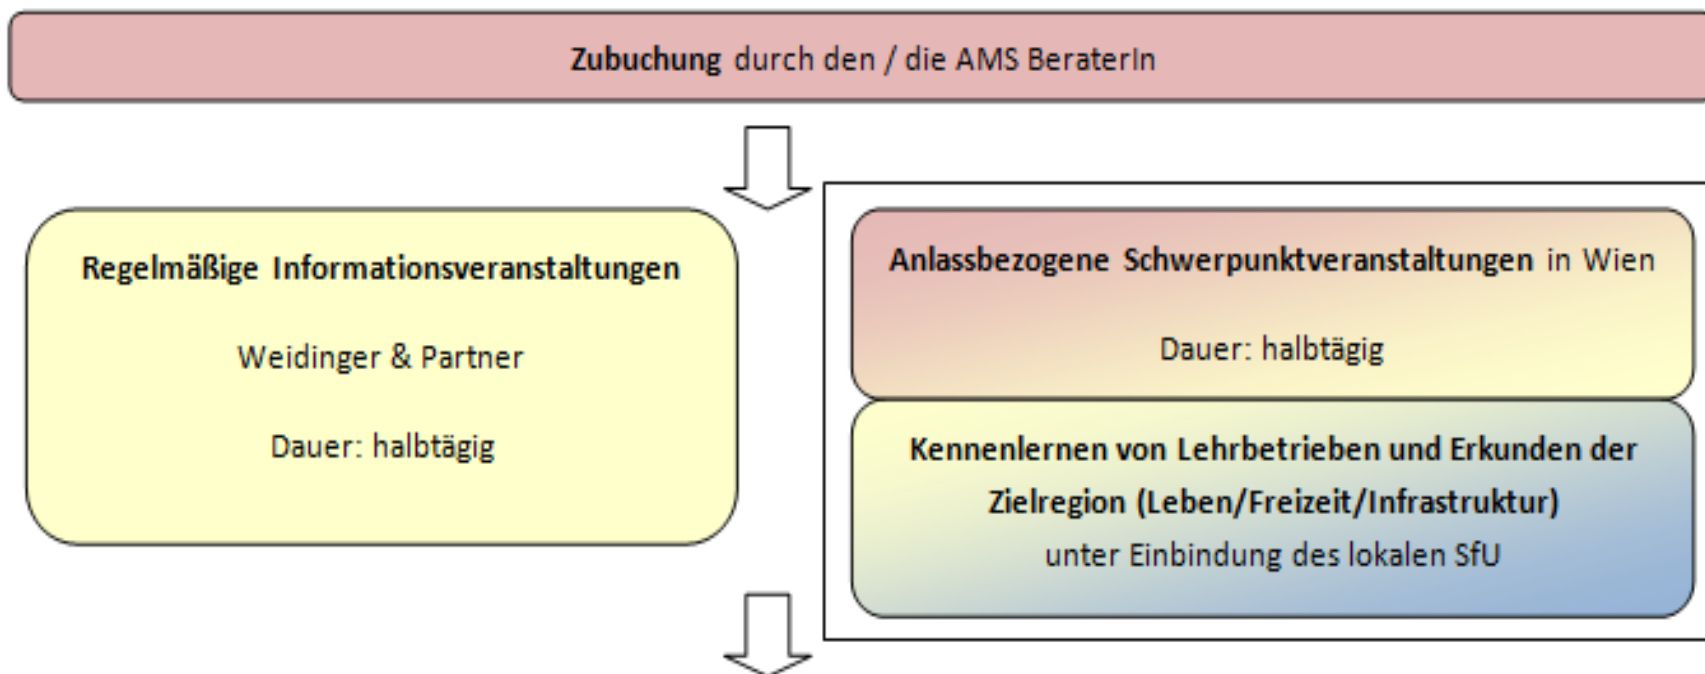 Zubuchung durch den / die AMS BeraterIn
Regelmäßige Informationsveranstaltungen
Weidinger & Partner
Dauer: halbtägig
Anlassbezogene Schwerpunktveranstaltungen in Wien
Dauer: halbtägig
Kennenlernen von Lehrbetrieben und Erkunden der
Zielregion (Leben/Freizeit/Infrastruktur)
unter Einbindung des lokalen SfU